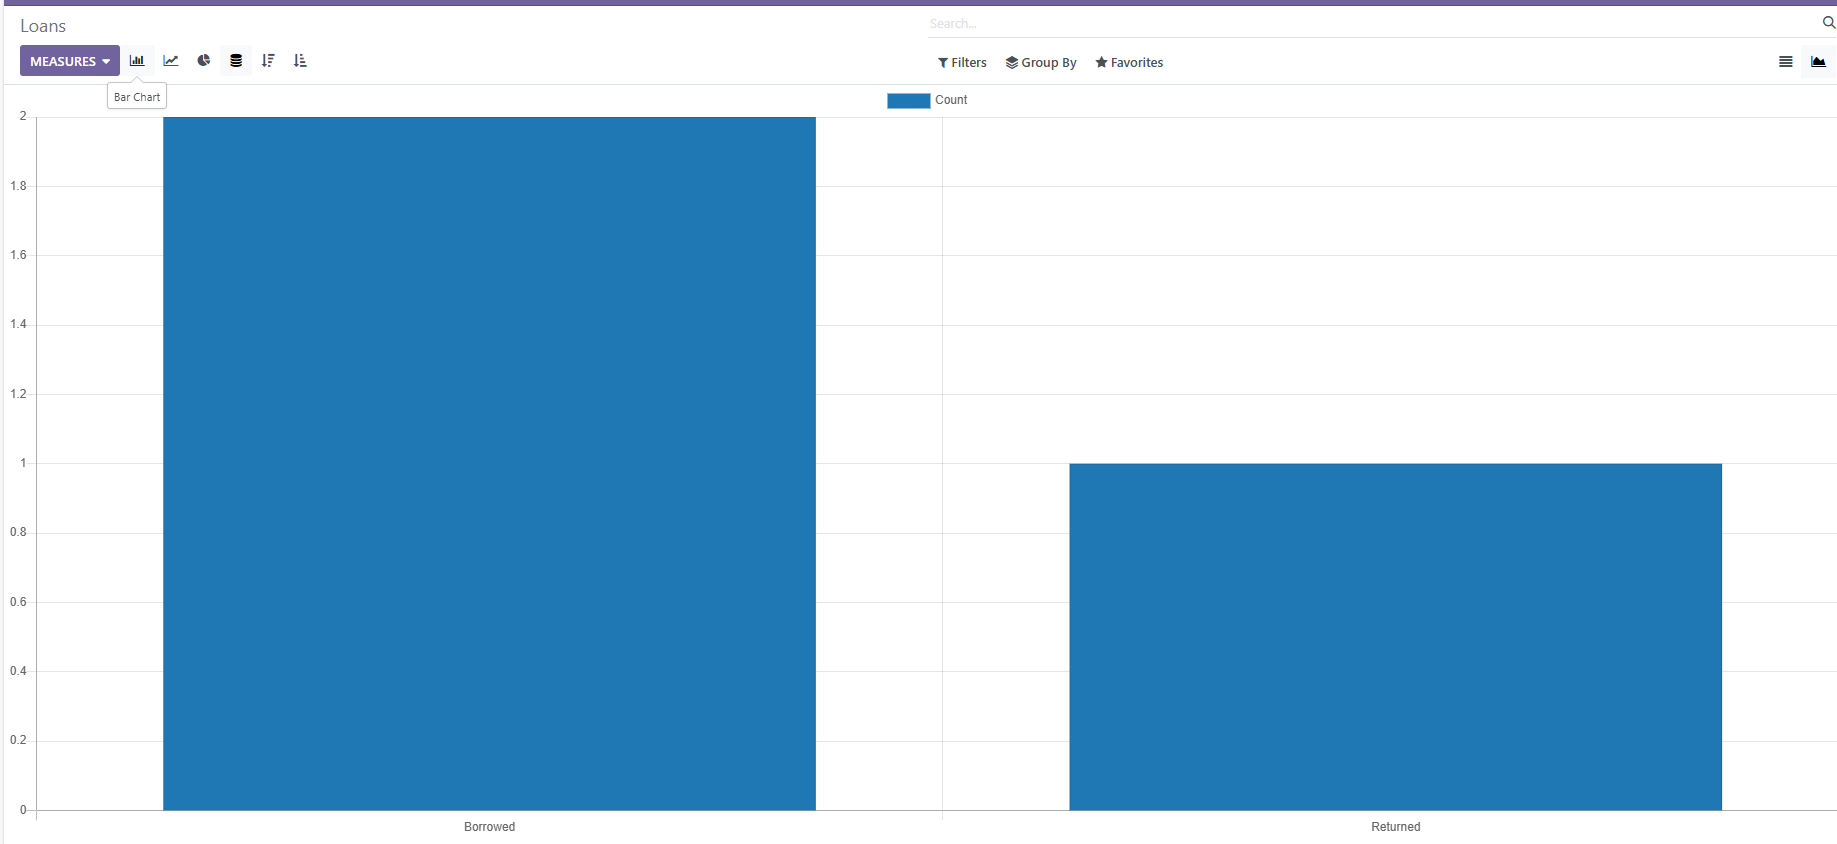 Loans
Search...
MEASURES
Filters
Group By
Favorites
Bar Chart
Count
2
1.8
1.6
1.4
1.2
1
0.8
0.6
0.4
0.2
0
Borrowed
Returned